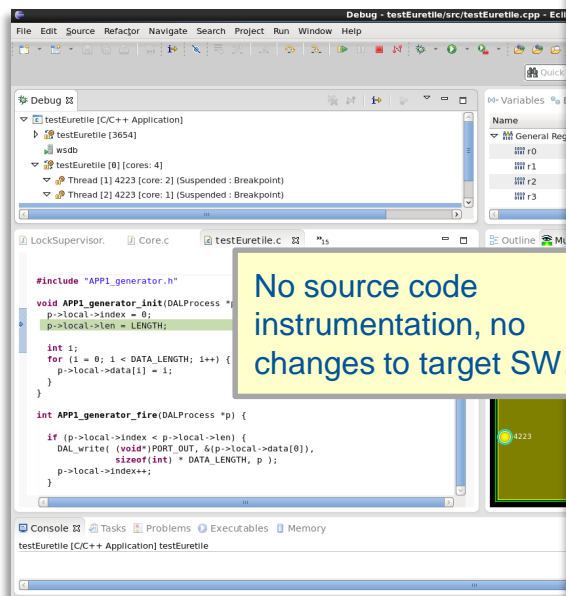 Debug - testEuretile/src/testEuretile.cpp - Ecli
File Edit Source Refactor Navigate Search Project Run Window Help
Quick
Debug
Variables
testEuretile [C/C++ Application]
testEuretile [3654]
wsdb
testEuretile [0] [cores: 4]
Thread [1] 4223 [core: 2] (Suspended : Breakpoint)
Thread [2] 4223 [core: 1] (Suspended : Breakpoint)
Name
General Reg
r0
r1
r2
r3
LockSupervisor. Core.c testEuretile.c »15
Outline Mu
#include "APP1_generator.h"
void APP1_generator_init(DALProcess *p
p->local->index = 0;
p->local->len = LENGTH;
int i;
for (i = 0; i < DATA_LENGTH; i++) {
p->local->data[i] = i;
}
}
int APP1_generator_fire(DALProcess *p) {
if (p->local->index < p->local->len) {
DAL_write( (void*)PORT_OUT, &(p->local->data[0]),
sizeof(int) * DATA_LENGTH, p );
p->local->index++;
}
No source code
instrumentation, no
changes to target SW
4223
Console Tasks Problems Executables Memory
testEuretile [C/C++ Application] testEuretile